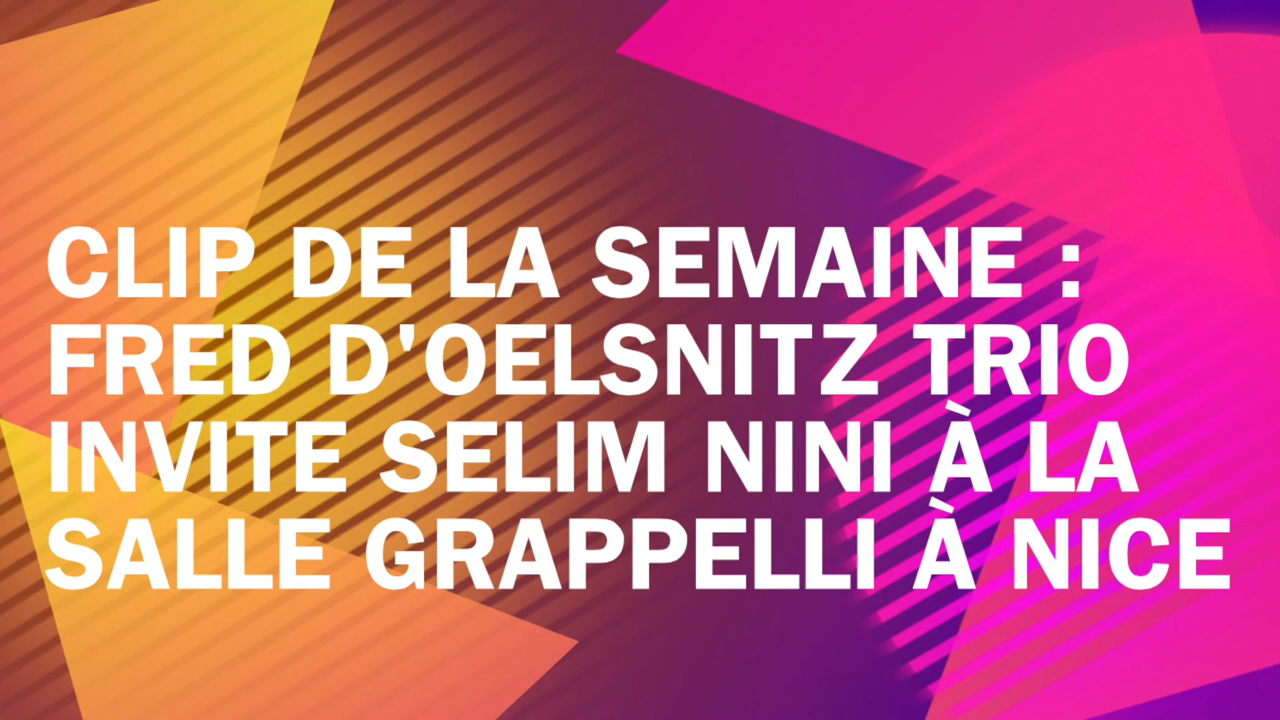 CLIP DE LA SEMAINE :
FRED D'OELSNITZ TRIO
INVITE SELIM NINI À LA
SALLE GRAPPELLI À NICE